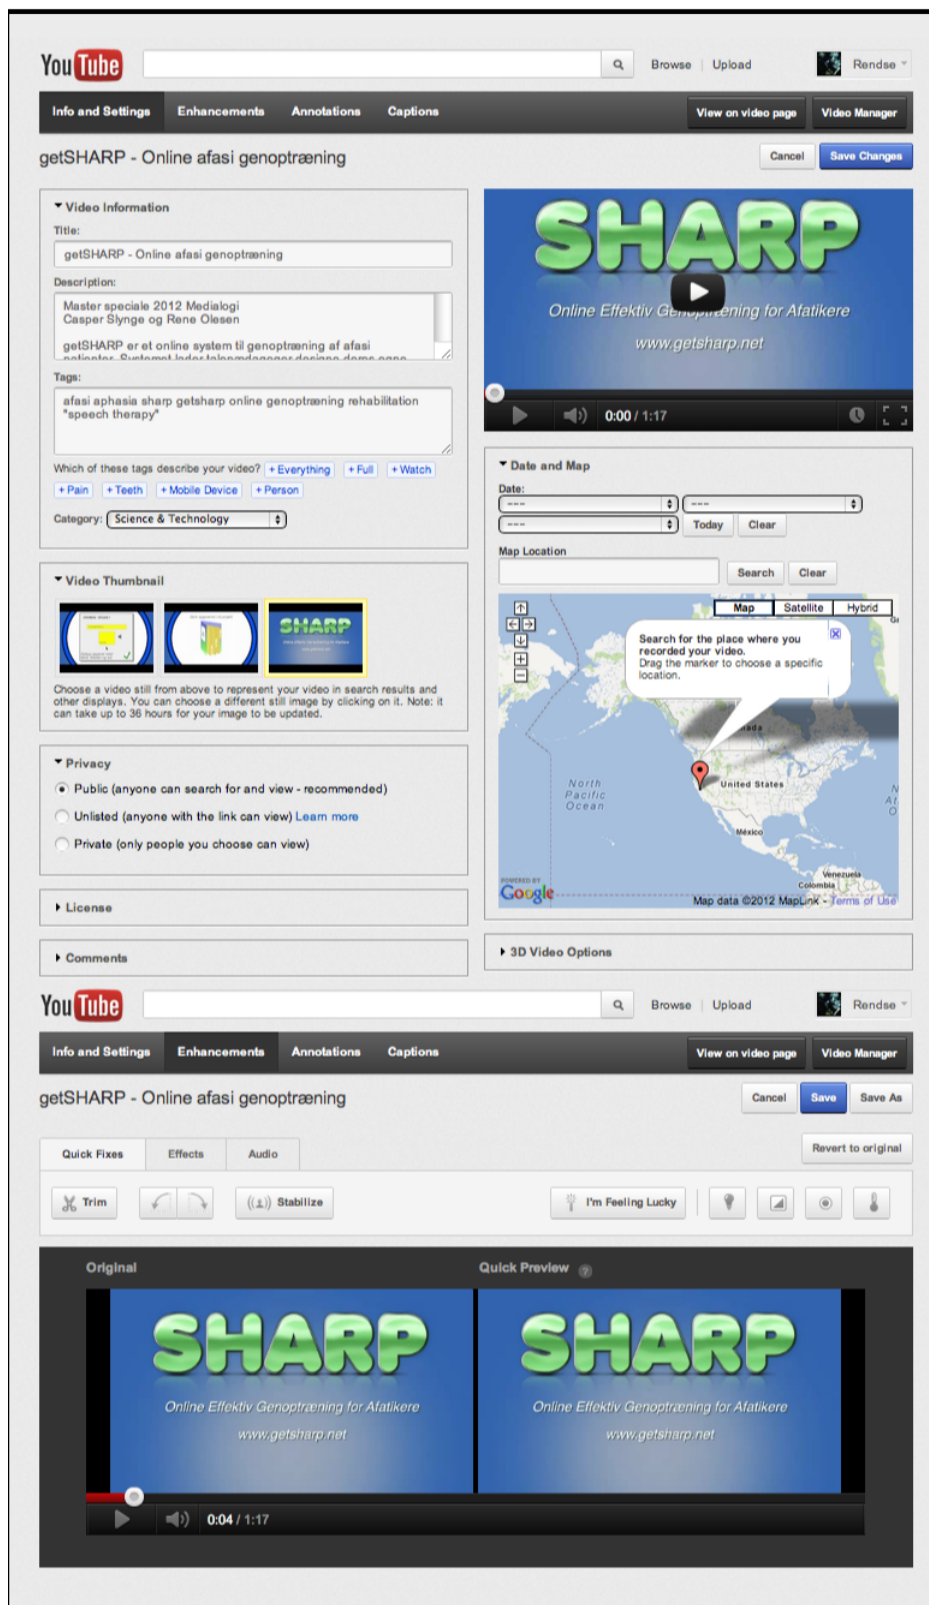 YouTube
Browse | Upload
Rendse
Info and Settings Enhancements Annotations Captions
View on video page Video Manager
getSHARP - Online afasi genoptræning
Cancel Save Changes
Video Information
Title:
getSHARP - Online afasi genoptræning
Description:
Master speciale 2012 Medialogi
Casper Slynge og Rene Olesen
getSHARP er et online system til genoptræning af afasi
Tags:
afasi aphasia sharp getsharp online genoptræning rehabilitation
"speech therapy"
Which of these tags describe your video? + Everything + Full + Watch
+ Pain + Teeth + Mobile Device + Person
Category: Science & Technology
Video Thumbnail
SHARP
Choose a video still from above to represent your video in search results and
other displays. You can choose a different still image by clicking on it. Note: it
can take up to 36 hours for your image to be updated.
Privacy
Public (anyone can search for and view - recommended)
Unlisted (anyone with the link can view) Learn more
Private (only people you choose can view)
License
Comments
SHARP
Online Effektiv Genoptræning for Afatikere
www.getsharp.net
0:00 / 1:17
Date and Map
Date:
--- ---
--- Today Clear
Map Location
Search Clear
Map Satellite Hybrid
Search for the place where you
recorded your video.
Drag the marker to choose a specific
location.
North
Pacific
Ocean
United States
México
Venezuela
Colombia
POWERED BY
Google
Map data ©2012 MapLink - Terms of Use
3D Video Options
YouTube
Browse | Upload
Rendse
Info and Settings Enhancements Annotations Captions
View on video page Video Manager
getSHARP - Online afasi genoptræning
Cancel Save Save As
Quick Fixes Effects Audio
Revert to original
Trim
Stabilize
I'm Feeling Lucky
Original
Quick Preview ?
SHARP
Online Effektiv Genoptræning for Afatikere
www.getsharp.net
SHARP
Online Effektiv Genoptræning for Afatikere
www.getsharp.net
0:04 / 1:17